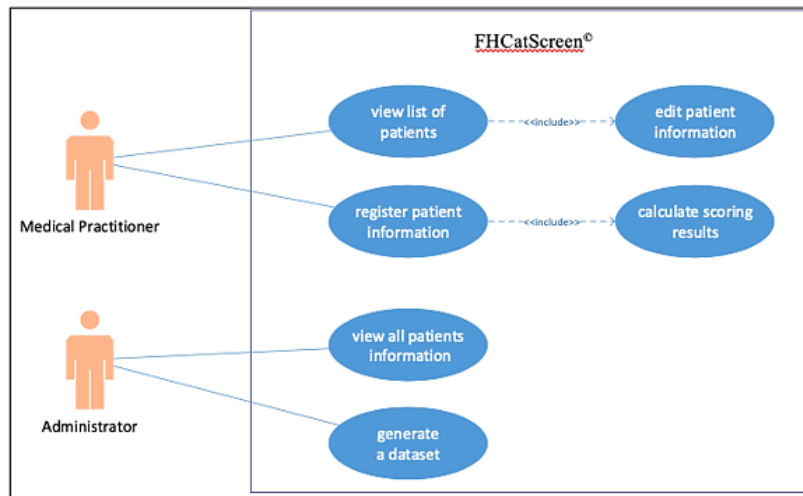 FHCatScreen©
view list of
patients
<<include>>
edit patient
information
Medical Practitioner
register patient
information
<<include>>
calculate scoring
results
view all patients
information
Administrator
generate
a dataset